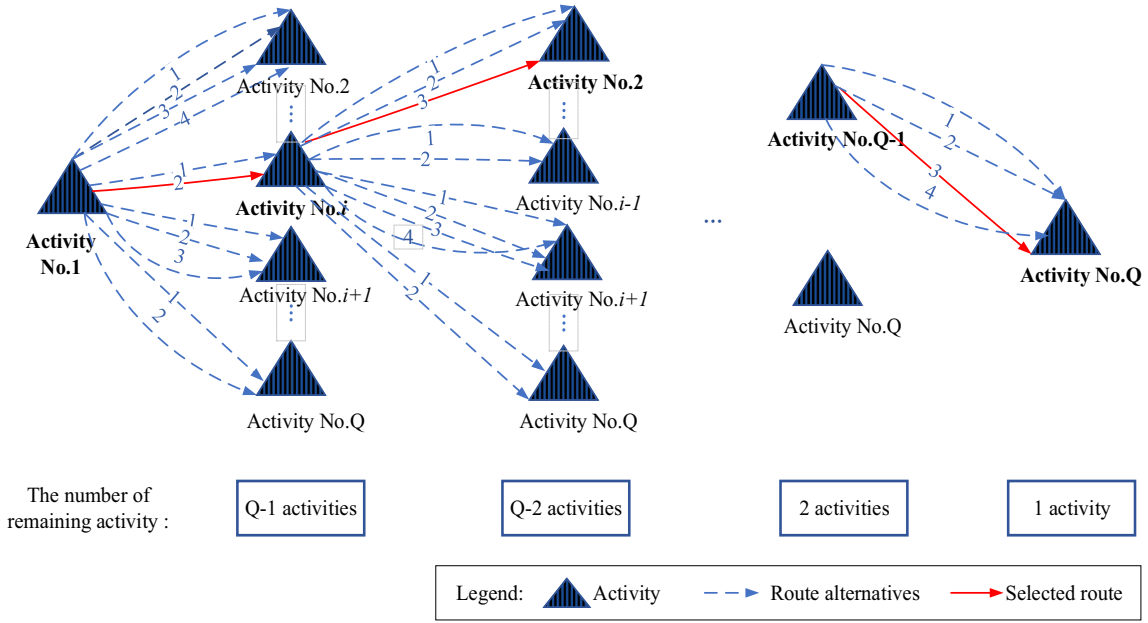 1
2
3
4
Activity No.2
⋮
1
2
Activity
No.1
Activity No.i
1
2
3
Activity No.i+1
⋮
1
2
Activity No.Q
1
2
3
Activity No.2
⋮
1
2
Activity No.i-1
1
2
3
4
Activity No.i+1
⋮
1
2
Activity No.Q
...
Activity No.Q-1
1
2
3
4
Activity No.Q
Activity No.Q
The number of
remaining activity :
Q-1 activities
Q-2 activities
2 activities
1 activity
Legend:
Activity
Route alternatives
Selected route